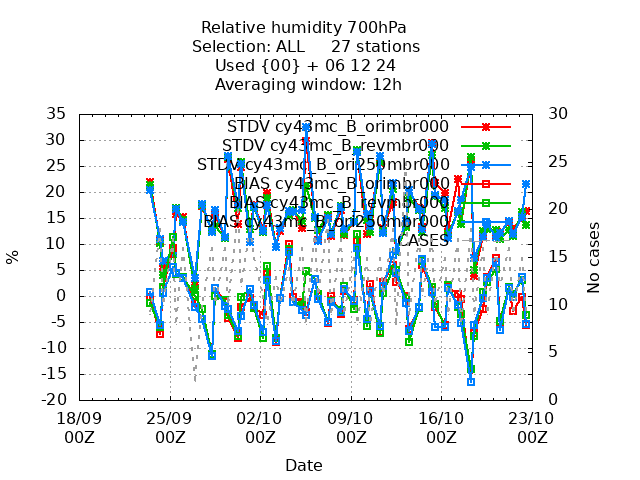 Relative humidity 700hPa
Selection: ALL 27 stations
Used {00} + 06 12 24
Averaging window: 12h
STDV cy43mc_B_orimbr000
STDV cy43mc_B_revmbr000
STDV cy43mc_B_ori250mbr000
BIAS cy43mc_B_orimbr000
BIAS cy43mc_B_revmbr000
BIAS cy43mc_B_ori250mbr000
CASES
35
30
25
20
15
10
5
0
-5
-10
-15
-20
%
30
25
20
15
10
5
0
No cases
18/09 25/09 02/10 09/10 16/10 23/10
00Z 00Z 00Z 00Z 00Z 00Z
Date